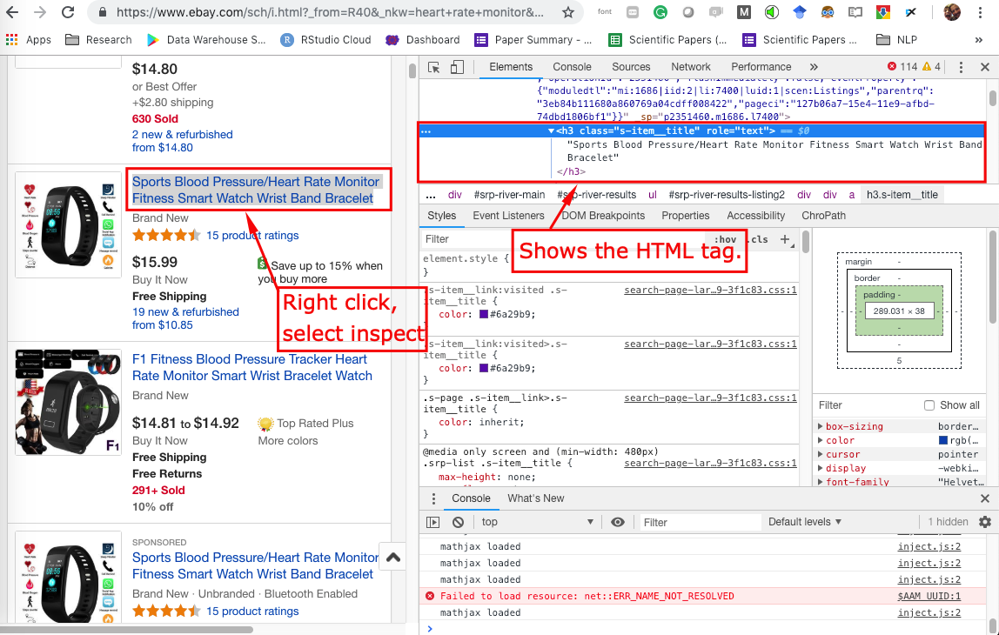 https://www.ebay.com/sch/i.html?_from=R40&_nkw=heart+rate+monitor&...
font
M
Apps
Research
Data Warehouse S...
R
RStudio Cloud
Dashboard
Paper Summary - ...
Scientific Papers (...
Scientific Papers ...
NLP
»
$14.80
or Best Offer
+$2.80 shipping
630 Sold
2 new & refurbished
from $14.80
Sports Blood Pressure/Heart Rate Monitor
Fitness Smart Watch Wrist Band Bracelet
Brand New
15 product ratings
$15.99
Buy It Now
Free Shipping
19 new & refurbished
from $10.85
Save up to 15% when
you buy more
Right click,
select inspect
F1 Fitness Blood Pressure Tracker Heart
Rate Monitor Smart Wrist Bracelet Watch
Brand New
$14.81 to $14.92
Buy It Now
Free Shipping
Free Returns
291+ Sold
10% off
Top Rated Plus
More colors
F1
SPONSORED
Sports Blood Pressure/Heart Rate Monitor
Fitness Smart Watch Wrist Band Bracelet
Brand New · Unbranded · Bluetooth Enabled
15 product ratings
Elements Console Sources Network Performance »
114 4
{"moduledtl":"mi:1686|iid:2|li:7400|luid:1|scen:Listings","parentrq":
"3eb84b111680a860769a04cdff008422","pageci":"127b06a7-15e4-11e9-afbd-
74dbd1806bf1"}}" _sp="p2351460.m1686.l7400">
… ▼<h3 class="s-item__title" role="text"> == $0
"Sports Blood Pressure/Heart Rate Monitor Fitness Smart Watch Wrist Band
Bracelet"
</h3>
... div #srp-river-main #srp-river-results ul #srp-river-results-listing2 div div a h3.s-item__title
Styles Event Listeners DOM Breakpoints Properties Accessibility ChroPath
Filter :hov .cls +
Shows the HTML tag.
element.style {
}
.s-item__link:visited .s-
item__title { search-page-lar…9-3f1c83.css:1
color: #6a29b9;
}
.s-item__link:visited>.s-
item__title { search-page-lar…9-3f1c83.css:1
color: #6a29b9;
}
.s-page .s-item__link>.s-
item__title { search-page-lar…9-3f1c83.css:1
color: inherit;
}
@media only screen and (min-width: 480px)
.srp-list .s-item__title { search-page-lar…9-3f1c83.css:1
max-height: none;
margin -
border -
padding -
289.031 × 38
5
Filter Show all
box-sizing border…
color rgb(…
cursor pointer
display -webki…
font-family "Helvet…
Console What's New
top Filter Default levels ▼ 1 hidden
mathjax loaded inject.js:2
mathjax loaded inject.js:2
mathjax loaded inject.js:2
Failed to load resource: net::ERR_NAME_NOT_RESOLVED $AAM_UUID:1
mathjax loaded inject.js:2
>